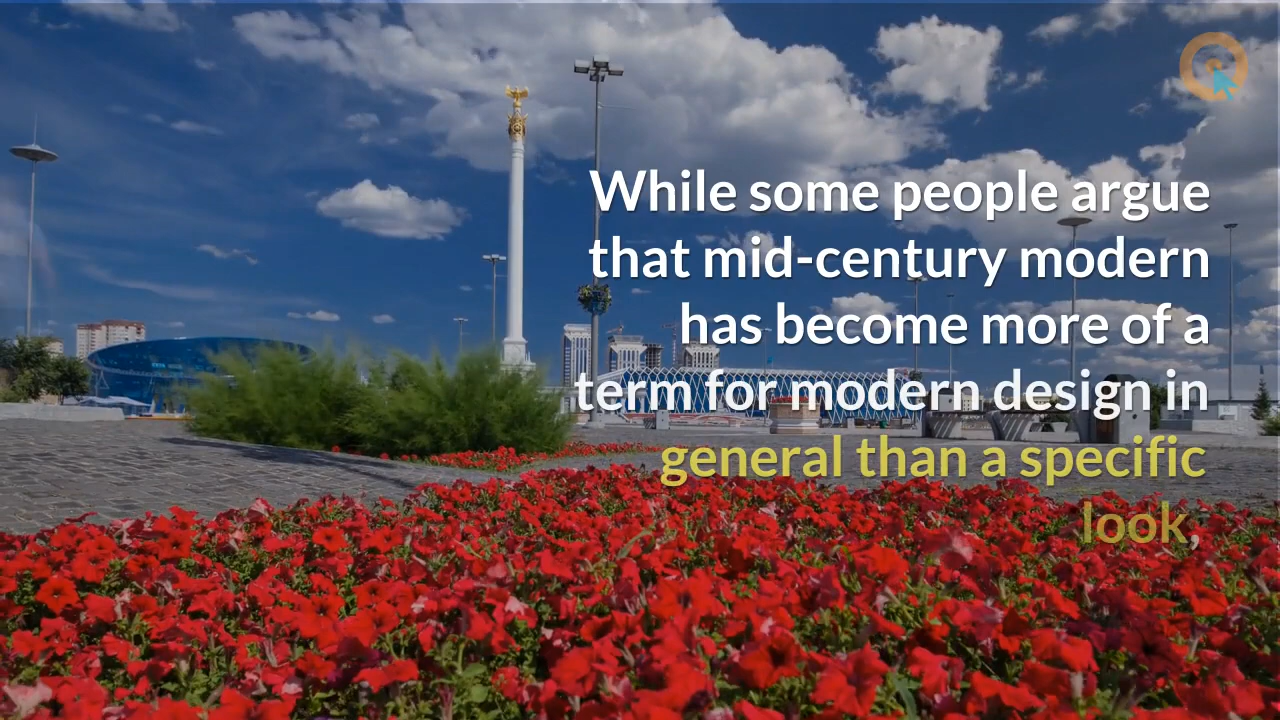 While some people argue
that mid-century modern
has become more of a
term for modern design in
general than a specific
look,